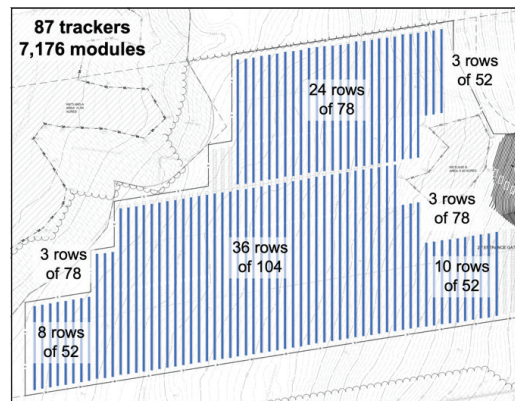 87 trackers
7,176 modules
24 rows
of 78
3 rows
of 52
3 rows
of 78
3 rows
of 78
36 rows
of 104
10 rows
of 52
8 rows
of 52